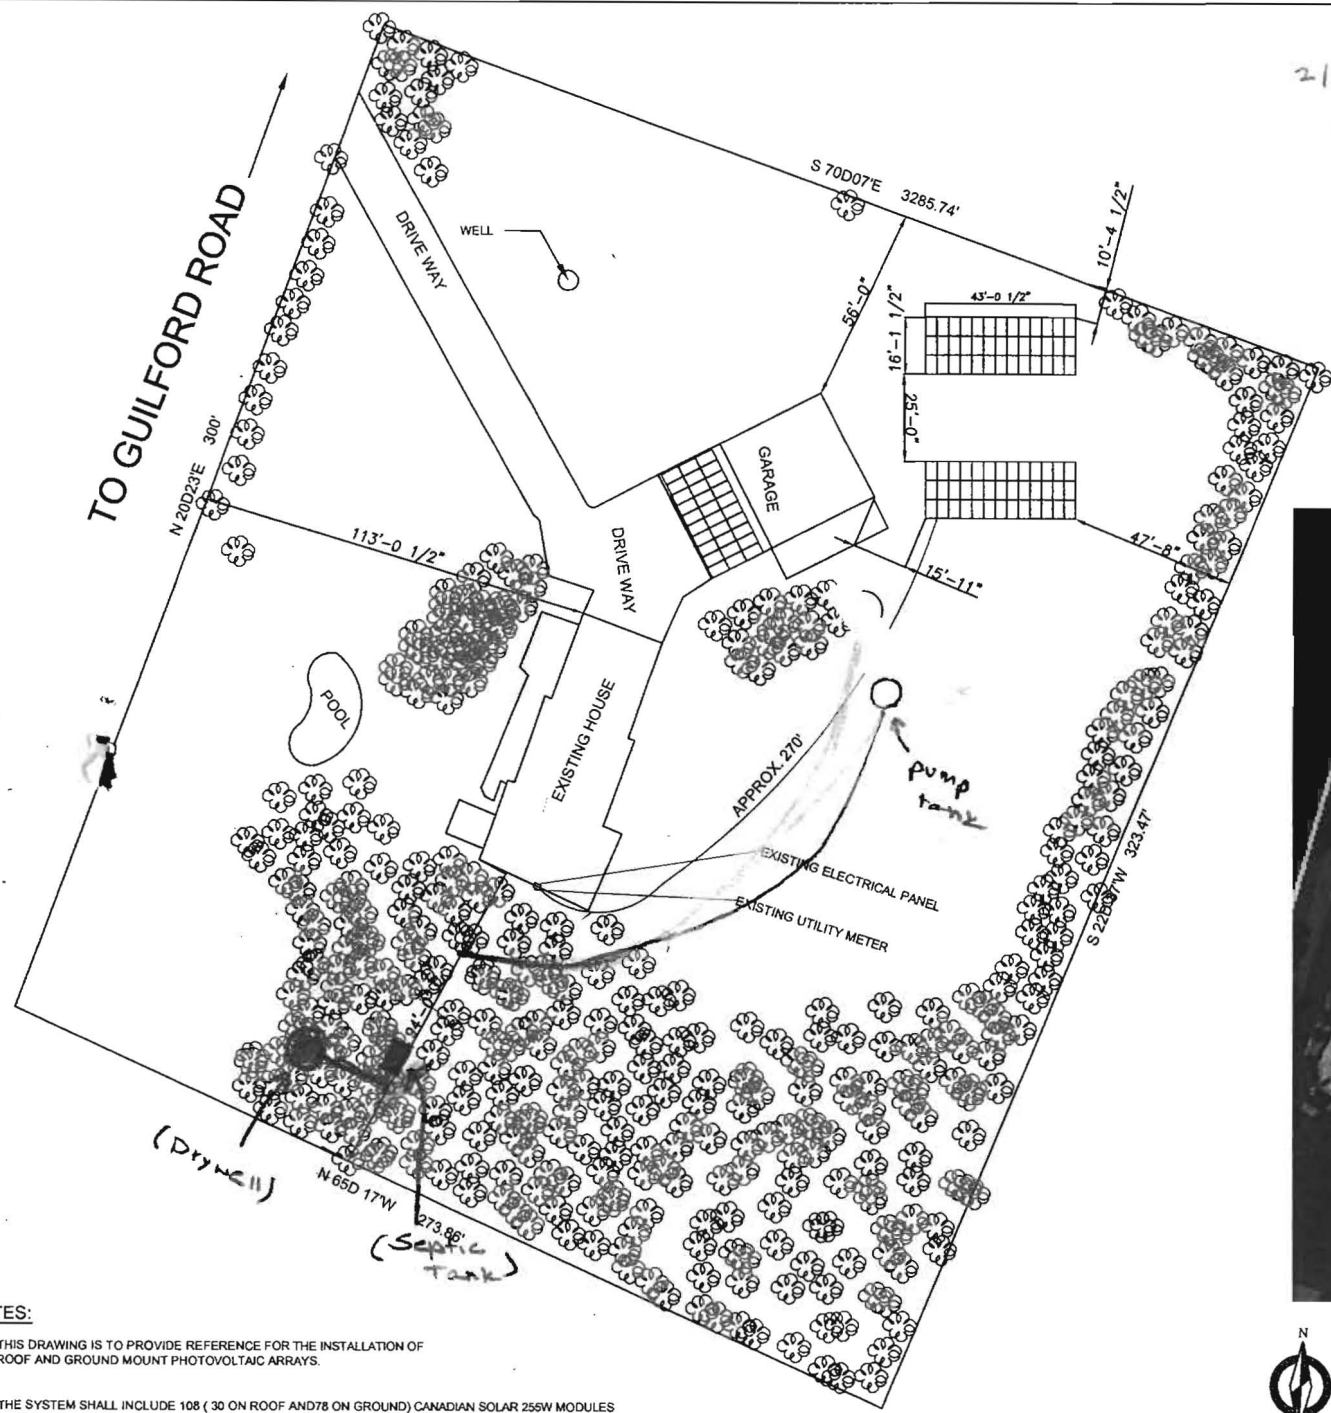 21
S 70D07'E 3285.74'
10'-4 1/2"
TO GUILFORD ROAD
DRIVE WAY
WELL
56'-0"
43'-0 1/2"
16'-1 1/2"
25'-0"
N 20D23'E 300'
GARAGE
113'-0 1/2"
DRIVE WAY
47'-8"
15'-11"
POOL
EXISTING HOUSE
APPROX. 270'
pump
tank
EXISTING ELECTRICAL PANEL
EXISTING UTILITY METER
323.47'
(Drywell)
N 65D 17'W
273.86'
(Septic
Tank)
TES:
THIS DRAWING IS TO PROVIDE REFERENCE FOR THE INSTALLATION OF
ROOF AND GROUND MOUNT PHOTOVOLTAIC ARRAYS.
THE SYSTEM SHALL INCLUDE 108 ( 30 ON ROOF AND78 ON GROUND) CANADIAN SOLAR 255W MODULES
N